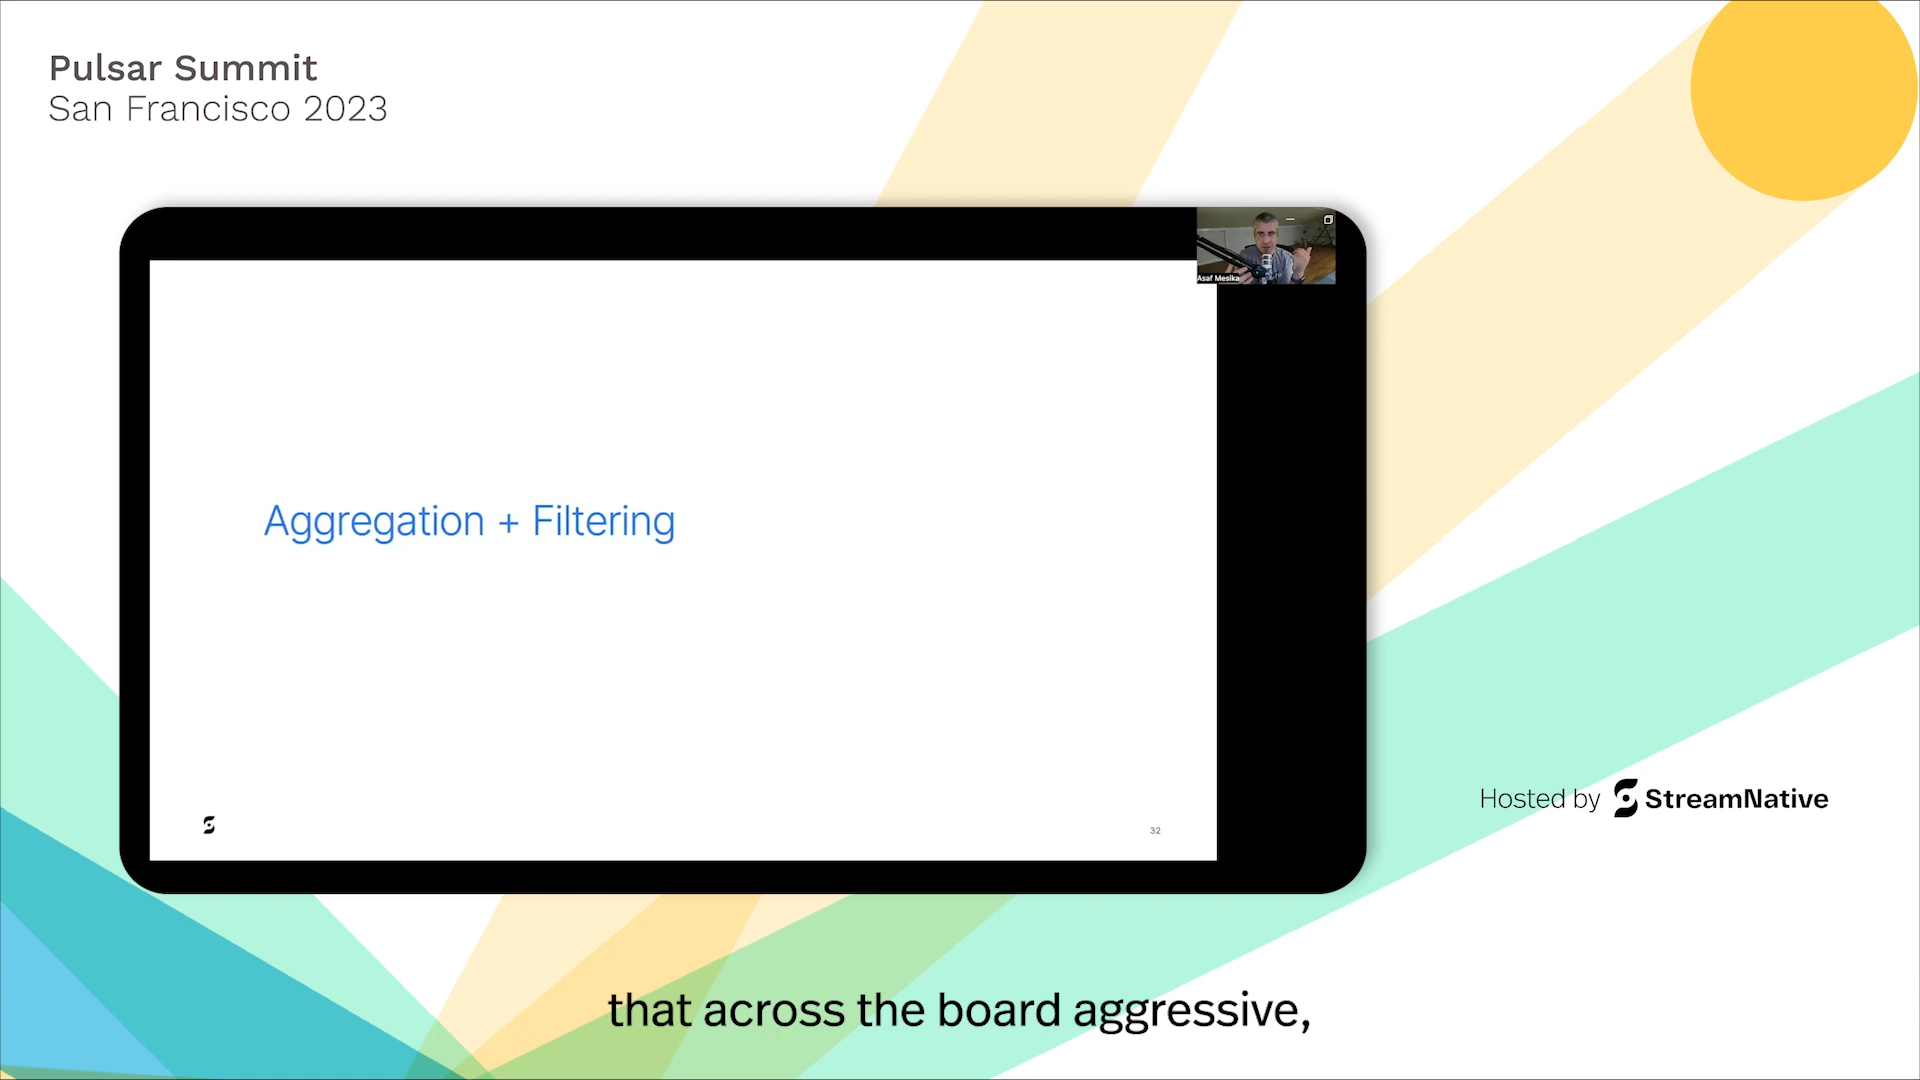 Pulsar Summit
San Francisco 2023
Asaf Mesika
Aggregation + Filtering
32
Hosted by StreamNative
that across the board aggressive,